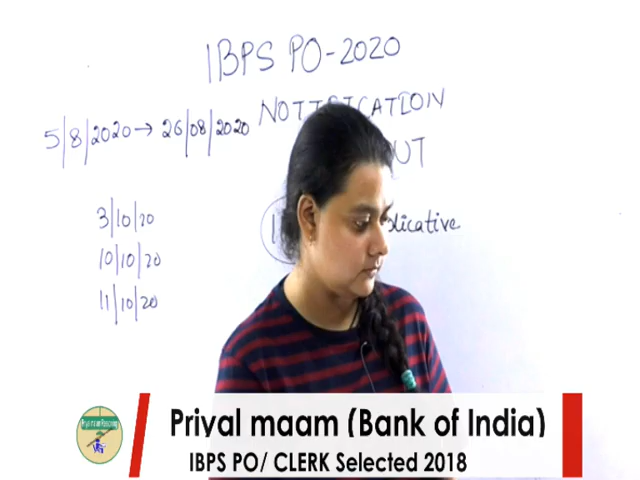 IBPS PO-2020
NOTIFICATION
5/8/2020 → 26/08/2020
3/10/20
10/10/20
11/10/20
Priyal maam (Bank of India)
IBPS PO/ CLERK Selected 2018